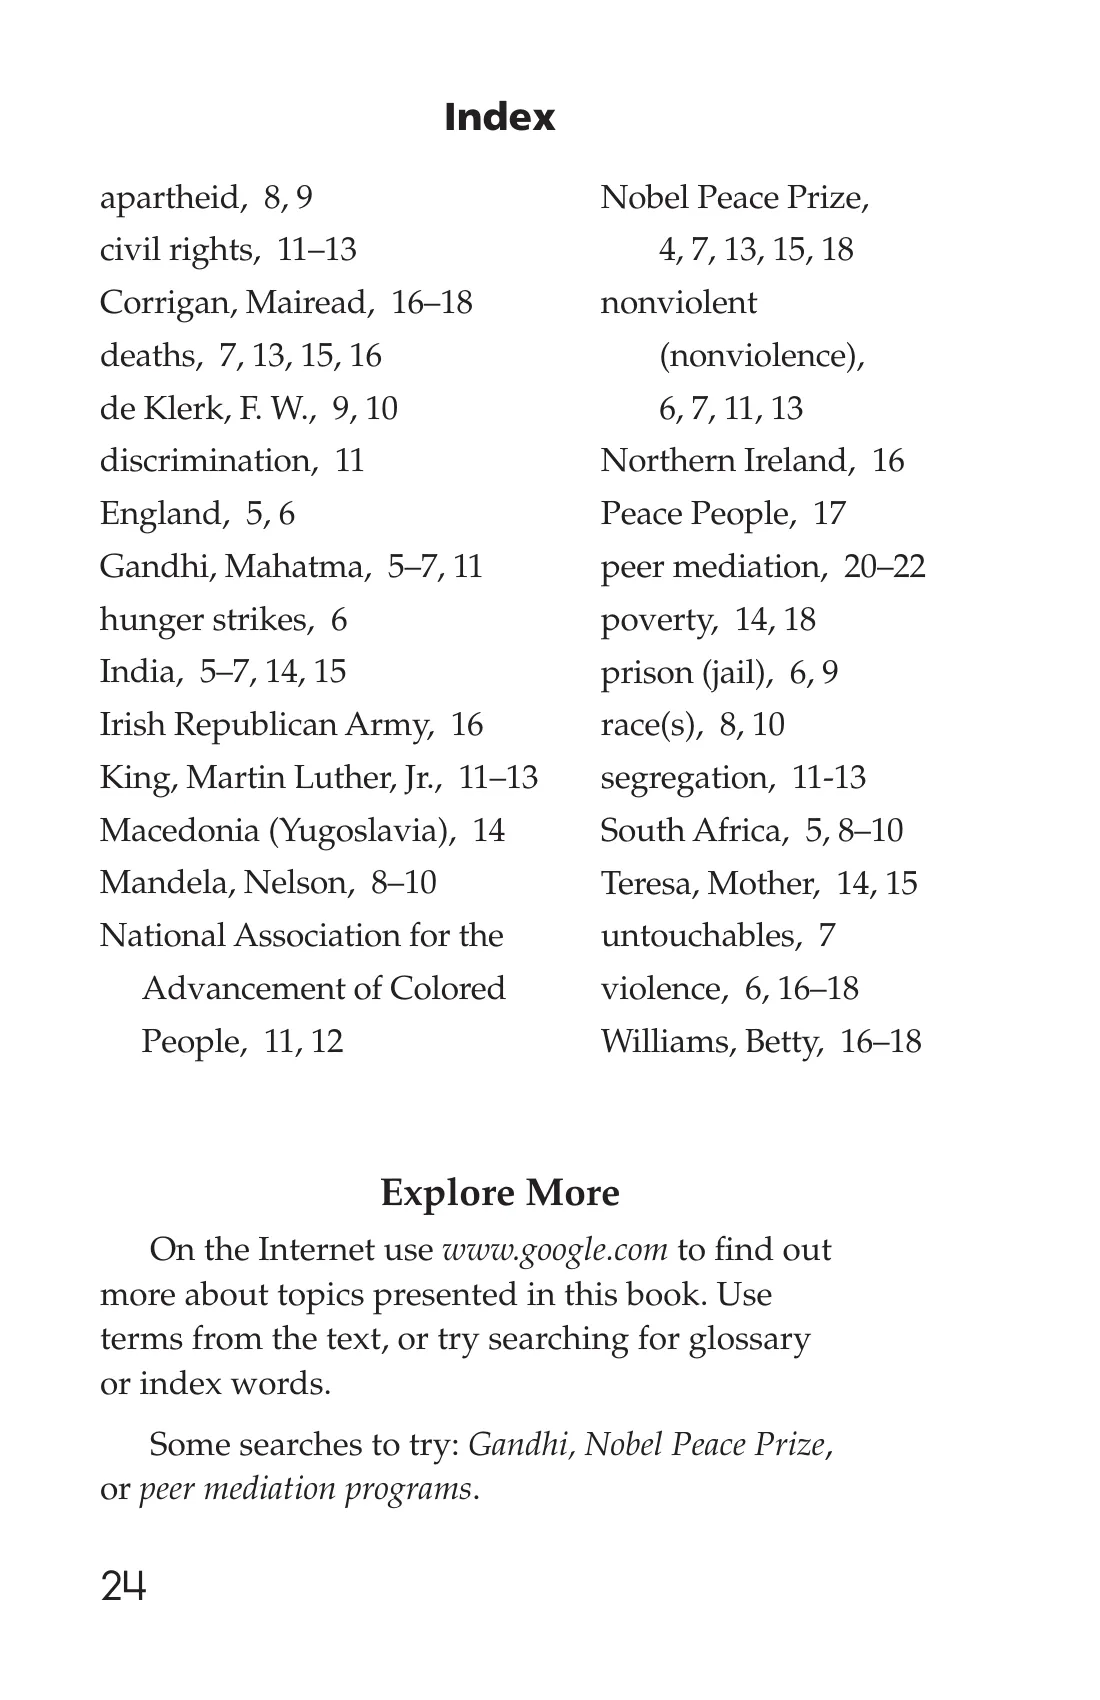 Index
apartheid, 8, 9
civil rights, 11–13
Corrigan, Mairead, 16–18
deaths, 7, 13, 15, 16
de Klerk, F. W., 9, 10
discrimination, 11
England, 5, 6
Gandhi, Mahatma, 5–7, 11
hunger strikes, 6
India, 5–7, 14, 15
Irish Republican Army, 16
King, Martin Luther, Jr., 11–13
Macedonia (Yugoslavia), 14
Mandela, Nelson, 8–10
National Association for the
Advancement of Colored
People, 11, 12
Nobel Peace Prize,
4, 7, 13, 15, 18
nonviolent
(nonviolence),
6, 7, 11, 13
Northern Ireland, 16
Peace People, 17
peer mediation, 20–22
poverty, 14, 18
prison (jail), 6, 9
race(s), 8, 10
segregation, 11-13
South Africa, 5, 8–10
Teresa, Mother, 14, 15
untouchables, 7
violence, 6, 16–18
Williams, Betty, 16–18
Explore More
On the Internet use www.google.com to find out
more about topics presented in this book. Use
terms from the text, or try searching for glossary
or index words.
Some searches to try: Gandhi, Nobel Peace Prize,
or peer mediation programs.
24